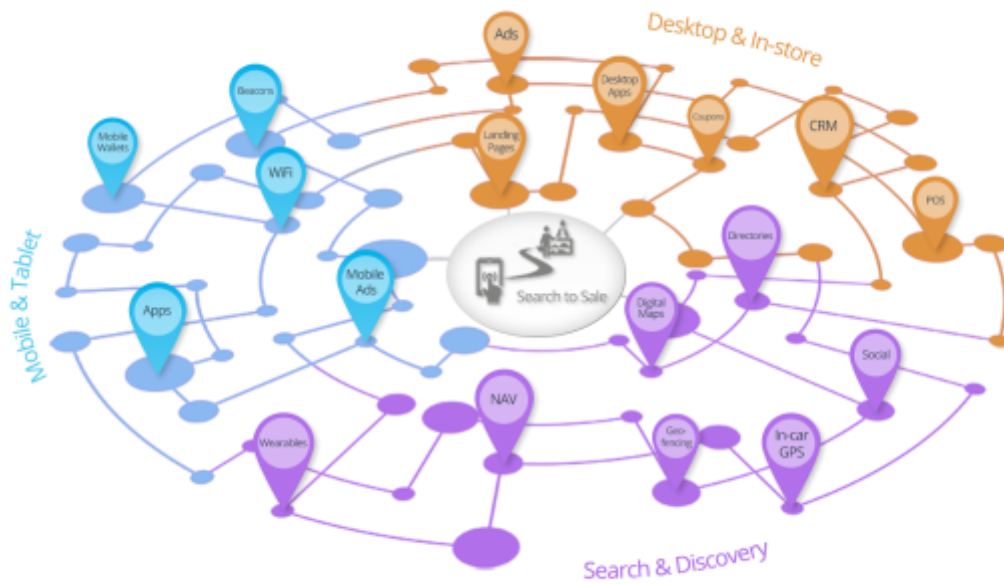 Desktop & In-store
Ads
Desktop
Apps
Beacons
Coupons
CRM
Mobile
Wallets
Landing
Pages
WiFi
POS
Directories
Mobile & Tablet
Mobile
Ads
Search to Sale
Digital
Maps
Apps
Social
NAV
Wearables
Geo-
fencing
In-car
GPS
Search & Discovery